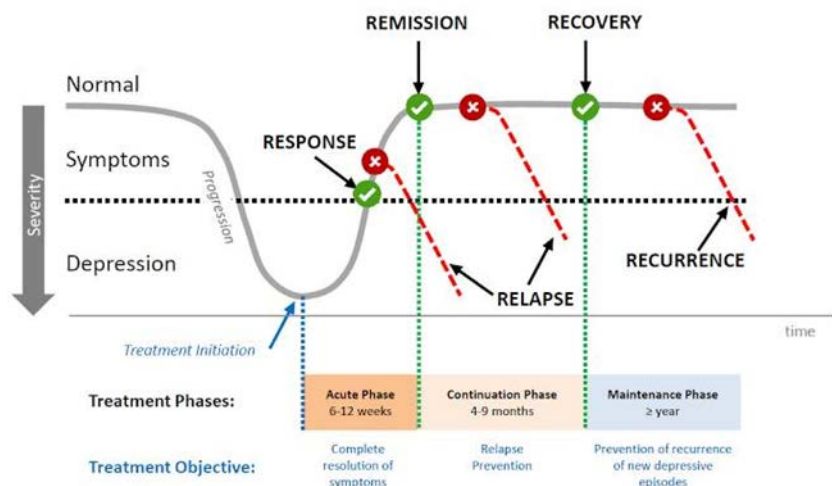 REMISSION
RECOVERY
Normal
RESPONSE
Symptoms
Progression
Severity
Depression
RELAPSE
RECURRENCE
time
Treatment Initiation
Treatment Phases:
Acute Phase
6-12 weeks
Continuation Phase
4-9 months
Maintenance Phase
≥ year
Treatment Objective:
Complete
resolution of
symptoms
Relapse
Prevention
Prevention of recurrence
of new depressive
episodes